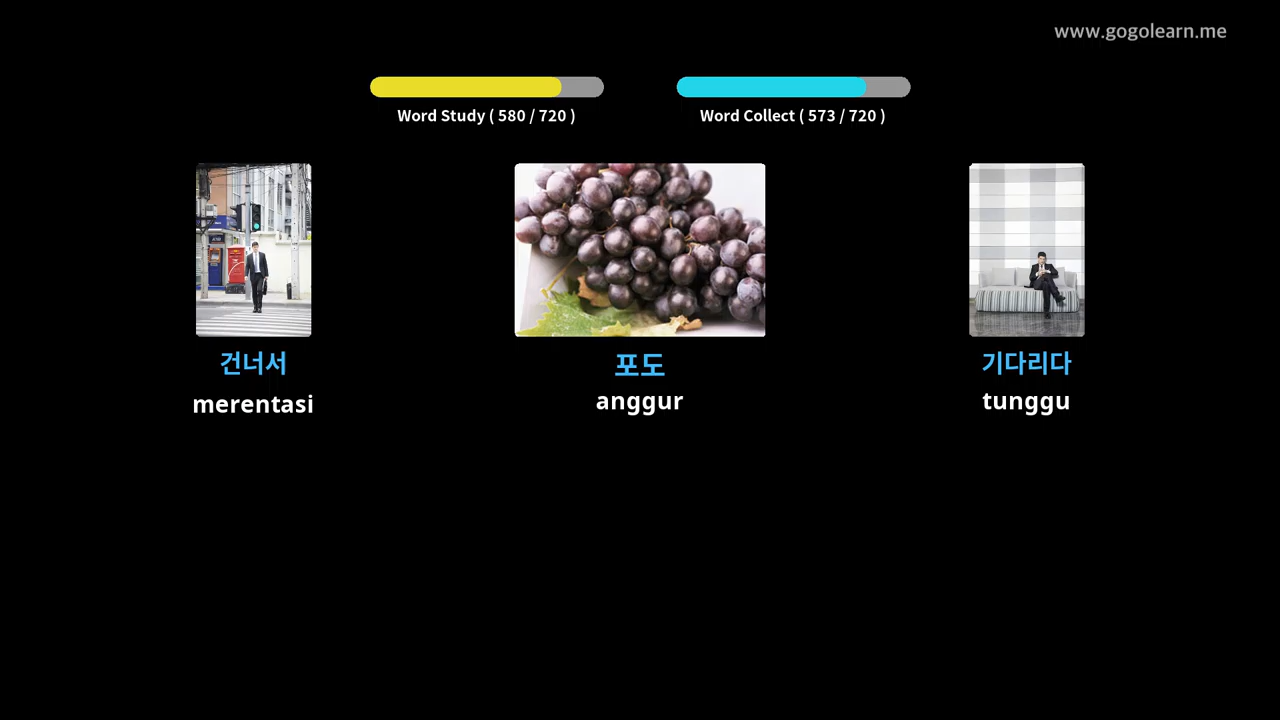 www.gogolearn.me
Word Study ( 580 / 720 )
Word Collect ( 573 / 720 )
건너서
포도
기다리다
merentasi
anggur
tunggu